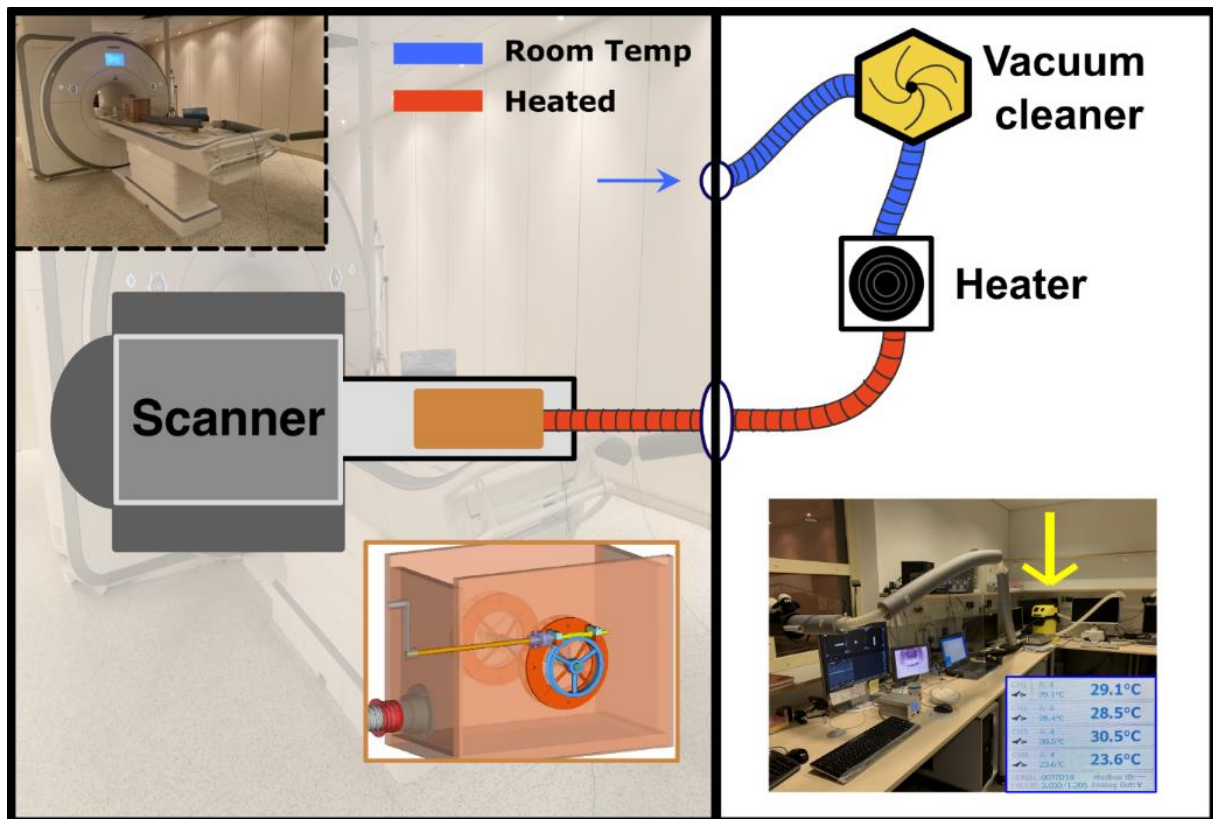 Room Temp
Heated
Vacuum
cleaner
Heater
Scanner
29.1°C
28.5°C
30.5°C
23.6°C